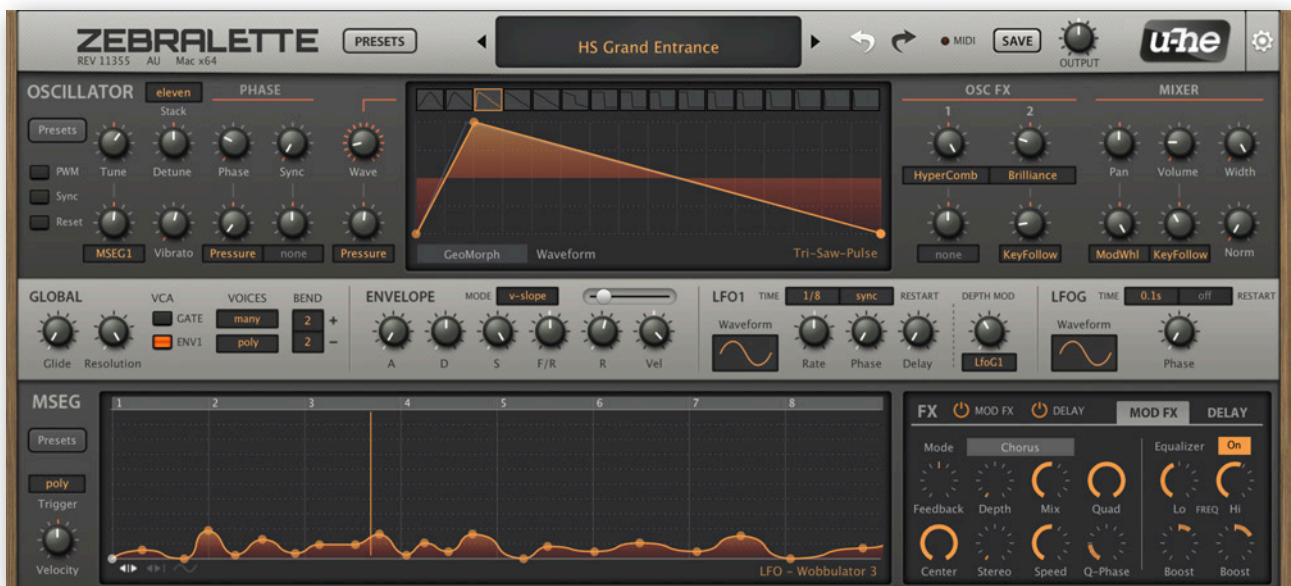 ZEBRALETTE
REV 11355 AU Mac x64
PRESETS
HS Grand Entrance
MIDI
SAVE
OUTPUT
u-he
OSCILLATOR
eleven
Stack
PHASE
Presets
PWM
Sync
Reset
Tune
Detune
Phase
Sync
Wave
MSEG1
Vibrato
Pressure
none
Pressure
GeoMorph
Waveform
Tri-Saw-Pulse
OSC FX
1
2
HyperComb
Brilliance
none
KeyFollow
MIXER
Pan
Volume
Width
ModWhl
KeyFollow
Norm
GLOBAL
VCA
VOICES
BEND
GATE
many
2 +
ENV1
poly
2 −
Glide
Resolution
ENVELOPE
MODE
v-slope
A
D
S
F/R
R
Vel
LFO1
TIME
1/8
sync
RESTART
DEPTH MOD
Waveform
Rate
Phase
Delay
LfoG1
LFOG
TIME
0.1s
off
RESTART
Waveform
Phase
MSEG
Presets
poly
Trigger
Velocity
1 2 3 4 5 6 7 8
LFO - Wobbulator 3
FX
MOD FX
DELAY
MOD FX
DELAY
Mode
Chorus
Equalizer
On
Feedback
Depth
Mix
Quad
Lo
FREQ
Hi
Center
Stereo
Speed
Q-Phase
Boost
Boost